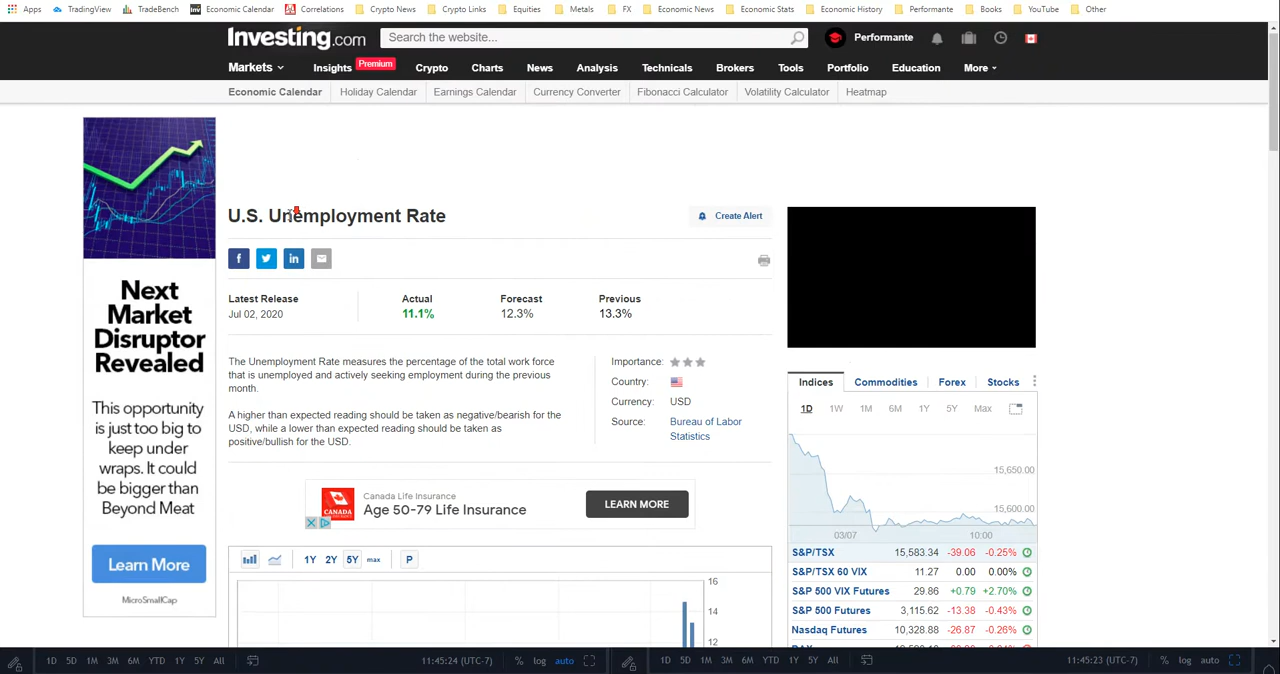 Apps TradingView TradeBench Economic Calendar Correlations Crypto News Crypto Links Equities Metals FX Economic News Economic Stats Economic History Performante Books YouTube Other
Investing.com Search the website... Performante
Markets Insights Premium Crypto Charts News Analysis Technicals Brokers Tools Portfolio Education More
Economic Calendar Holiday Calendar Earnings Calendar Currency Converter Fibonacci Calculator Volatility Calculator Heatmap
Next
Market
Disruptor
Revealed
This opportunity
is just too big to
keep under
wraps. It could
be bigger than
Beyond Meat
Learn More
MicroSmallCap
U.S. Unemployment Rate
Create Alert
Latest Release Actual Forecast Previous
Jul 02, 2020 11.1% 12.3% 13.3%
The Unemployment Rate measures the percentage of the total work force
that is unemployed and actively seeking employment during the previous
month.
A higher than expected reading should be taken as negative/bearish for the
USD, while a lower than expected reading should be taken as
positive/bullish for the USD.
Importance:
Country:
Currency: USD
Source: Bureau of Labor
Statistics
Canada Life Insurance
Age 50-79 Life Insurance
CANADA
LEARN MORE
1Y 2Y 5Y max P
16
14
12
Indices Commodities Forex Stocks
1D 1W 1M 6M 1Y 5Y Max
15,650.00
15,600.00
03/07 10:00
S&P/TSX 15,583.34 -39.06 -0.25%
S&P/TSX 60 VIX 11.27 0.00 0.00%
S&P 500 VIX Futures 29.86 +0.79 +2.70%
S&P 500 Futures 3,115.62 -13.38 -0.43%
Nasdaq Futures 10,328.88 -26.87 -0.26%
1D 5D 1M 3M 6M YTD 1Y 5Y All 11:45:24 (UTC-7) % log auto
1D 5D 1M 3M 6M YTD 1Y 5Y All 11:45:23 (UTC-7) % log auto